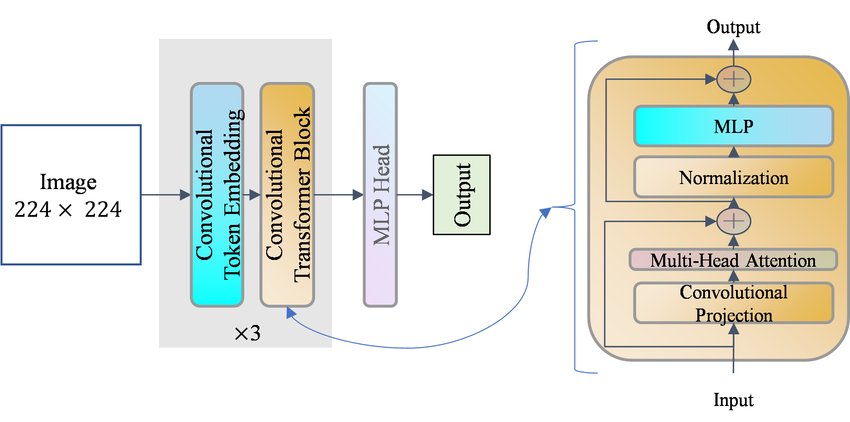 Image
224 × 224
Convolutional
Token Embedding
Convolutional
Transformer Block
×3
MLP Head
Output
Output
+
MLP
Normalization
+
Multi-Head Attention
Convolutional
Projection
Input